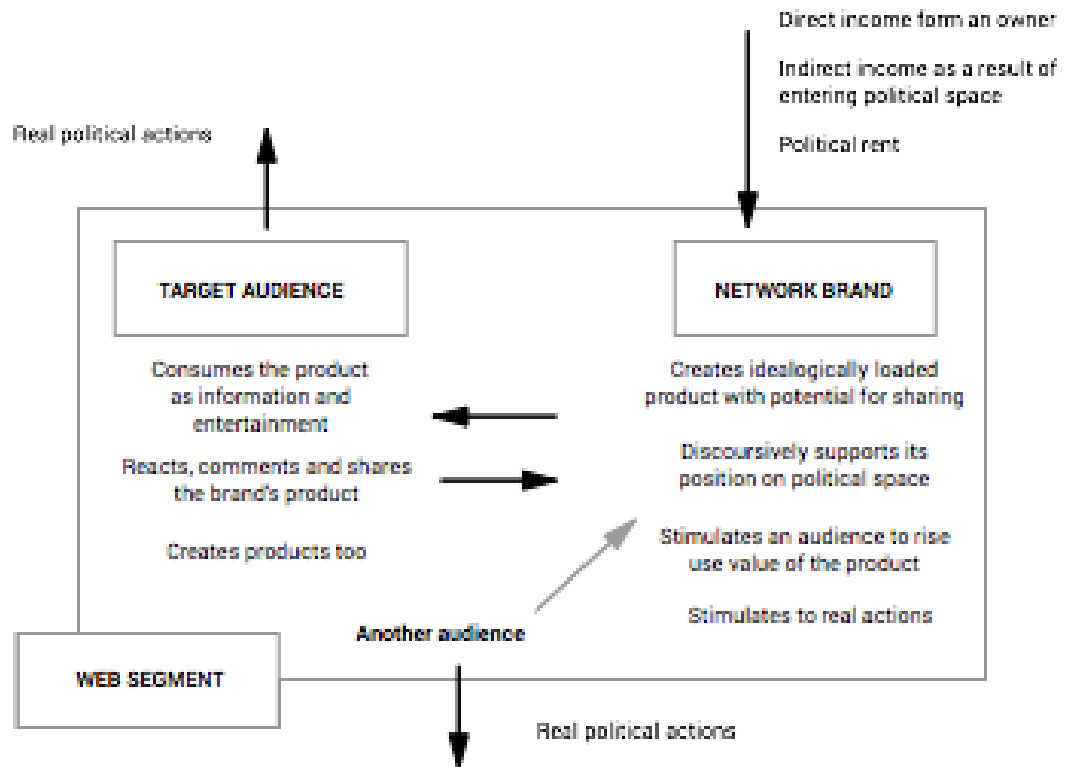 Direct income form an owner
Indirect income as a result of
entering political space
Political rent
Real political actions
TARGET AUDIENCE
Consumes the product
as information and
entertainment
Reacts, comments and shares
the brand's product
Creates products too
NETWORK BRAND
Creates idealogically loaded
product with potential for sharing
Discoursively supports its
position on political space
Stimulates an audience to rise
use value of the product
Stimulates to real actions
Another audience
WEB SEGMENT
Real political actions